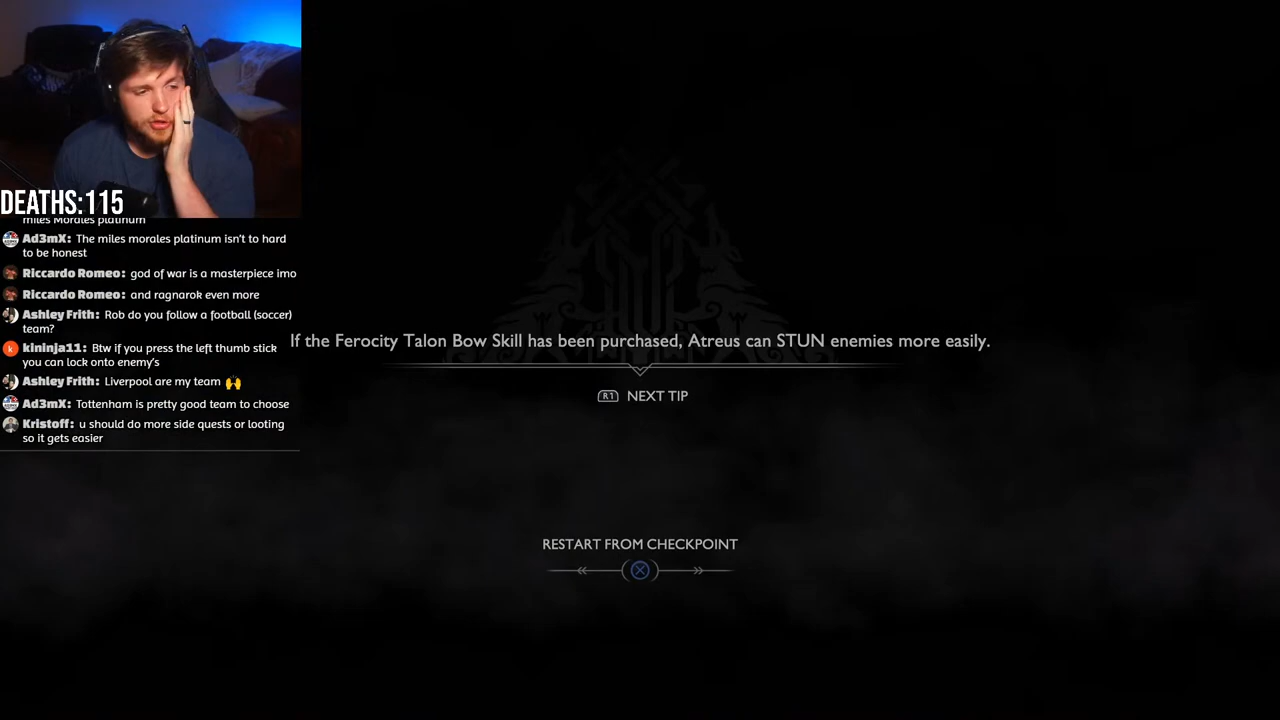 DEATHS:115
miles Morales platinum
Ad3mX: The miles morales platinum isn't to hard
to be honest
Riccardo Romeo: god of war is a masterpiece imo
Riccardo Romeo: and ragnarok even more
Ashley Frith: Rob do you follow a football (soccer)
team?
kininja11: Btw if you press the left thumb stick
you can lock onto enemy's
Ashley Frith: Liverpool are my team 🙌
Ad3mX: Tottenham is pretty good team to choose
Kristoff: u should do more side quests or looting
so it gets easier
If the Ferocity Talon Bow Skill has been purchased, Atreus can STUN enemies more easily.
R1 NEXT TIP
RESTART FROM CHECKPOINT